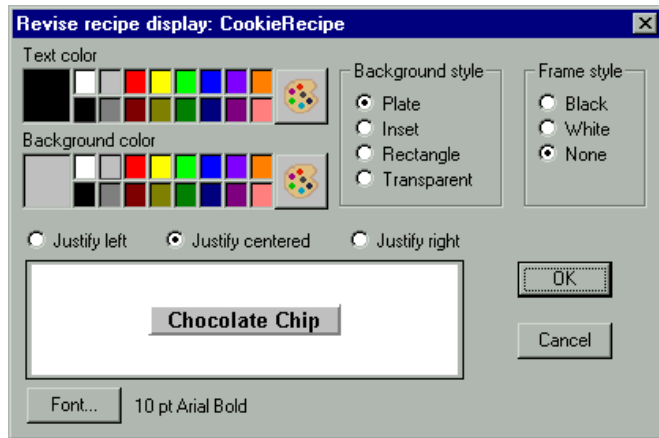 Revise recipe display: CookieRecipe
Text color
Background color
Background style
Plate
Inset
Rectangle
Transparent
Frame style
Black
White
None
Justify left Justify centered Justify right
Chocolate Chip
OK
Cancel
Font... 10 pt Arial Bold